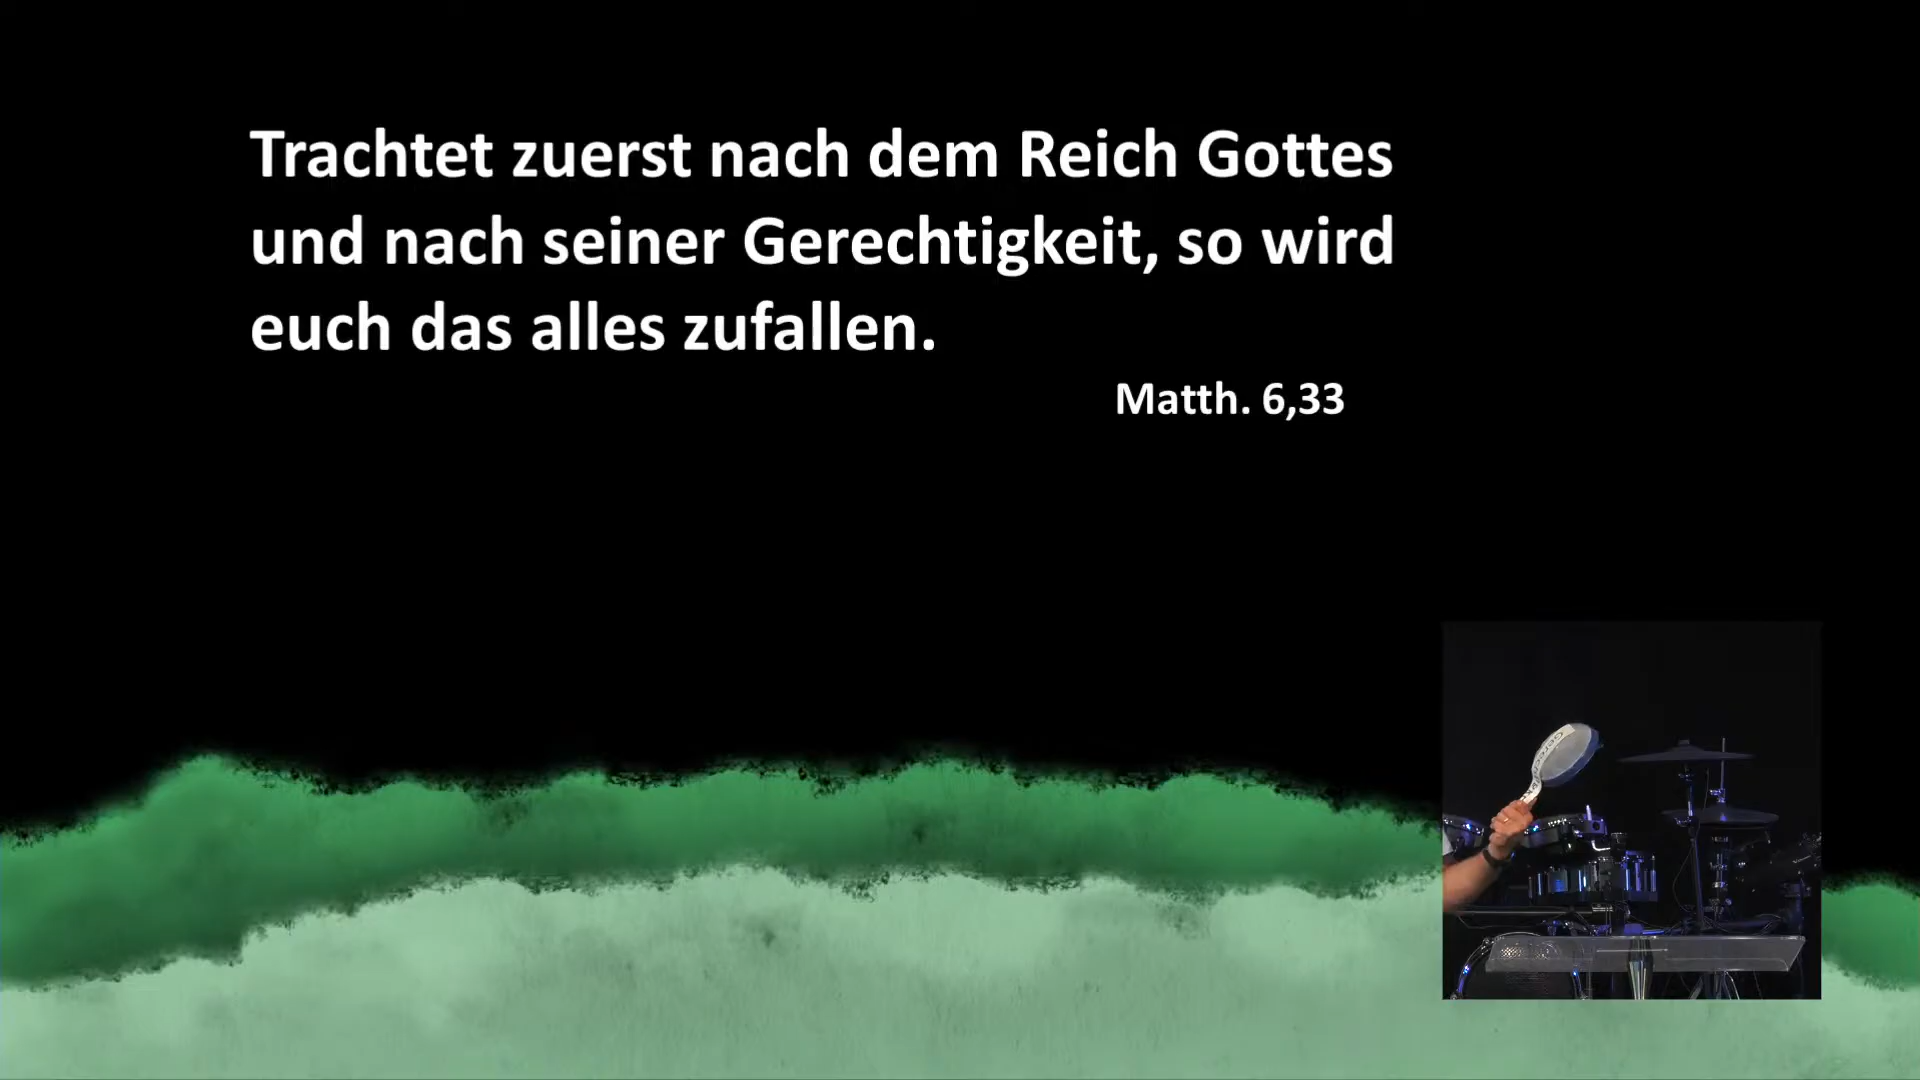 Trachtet zuerst nach dem Reich Gottes
und nach seiner Gerechtigkeit, so wird
euch das alles zufallen.
Matth. 6,33